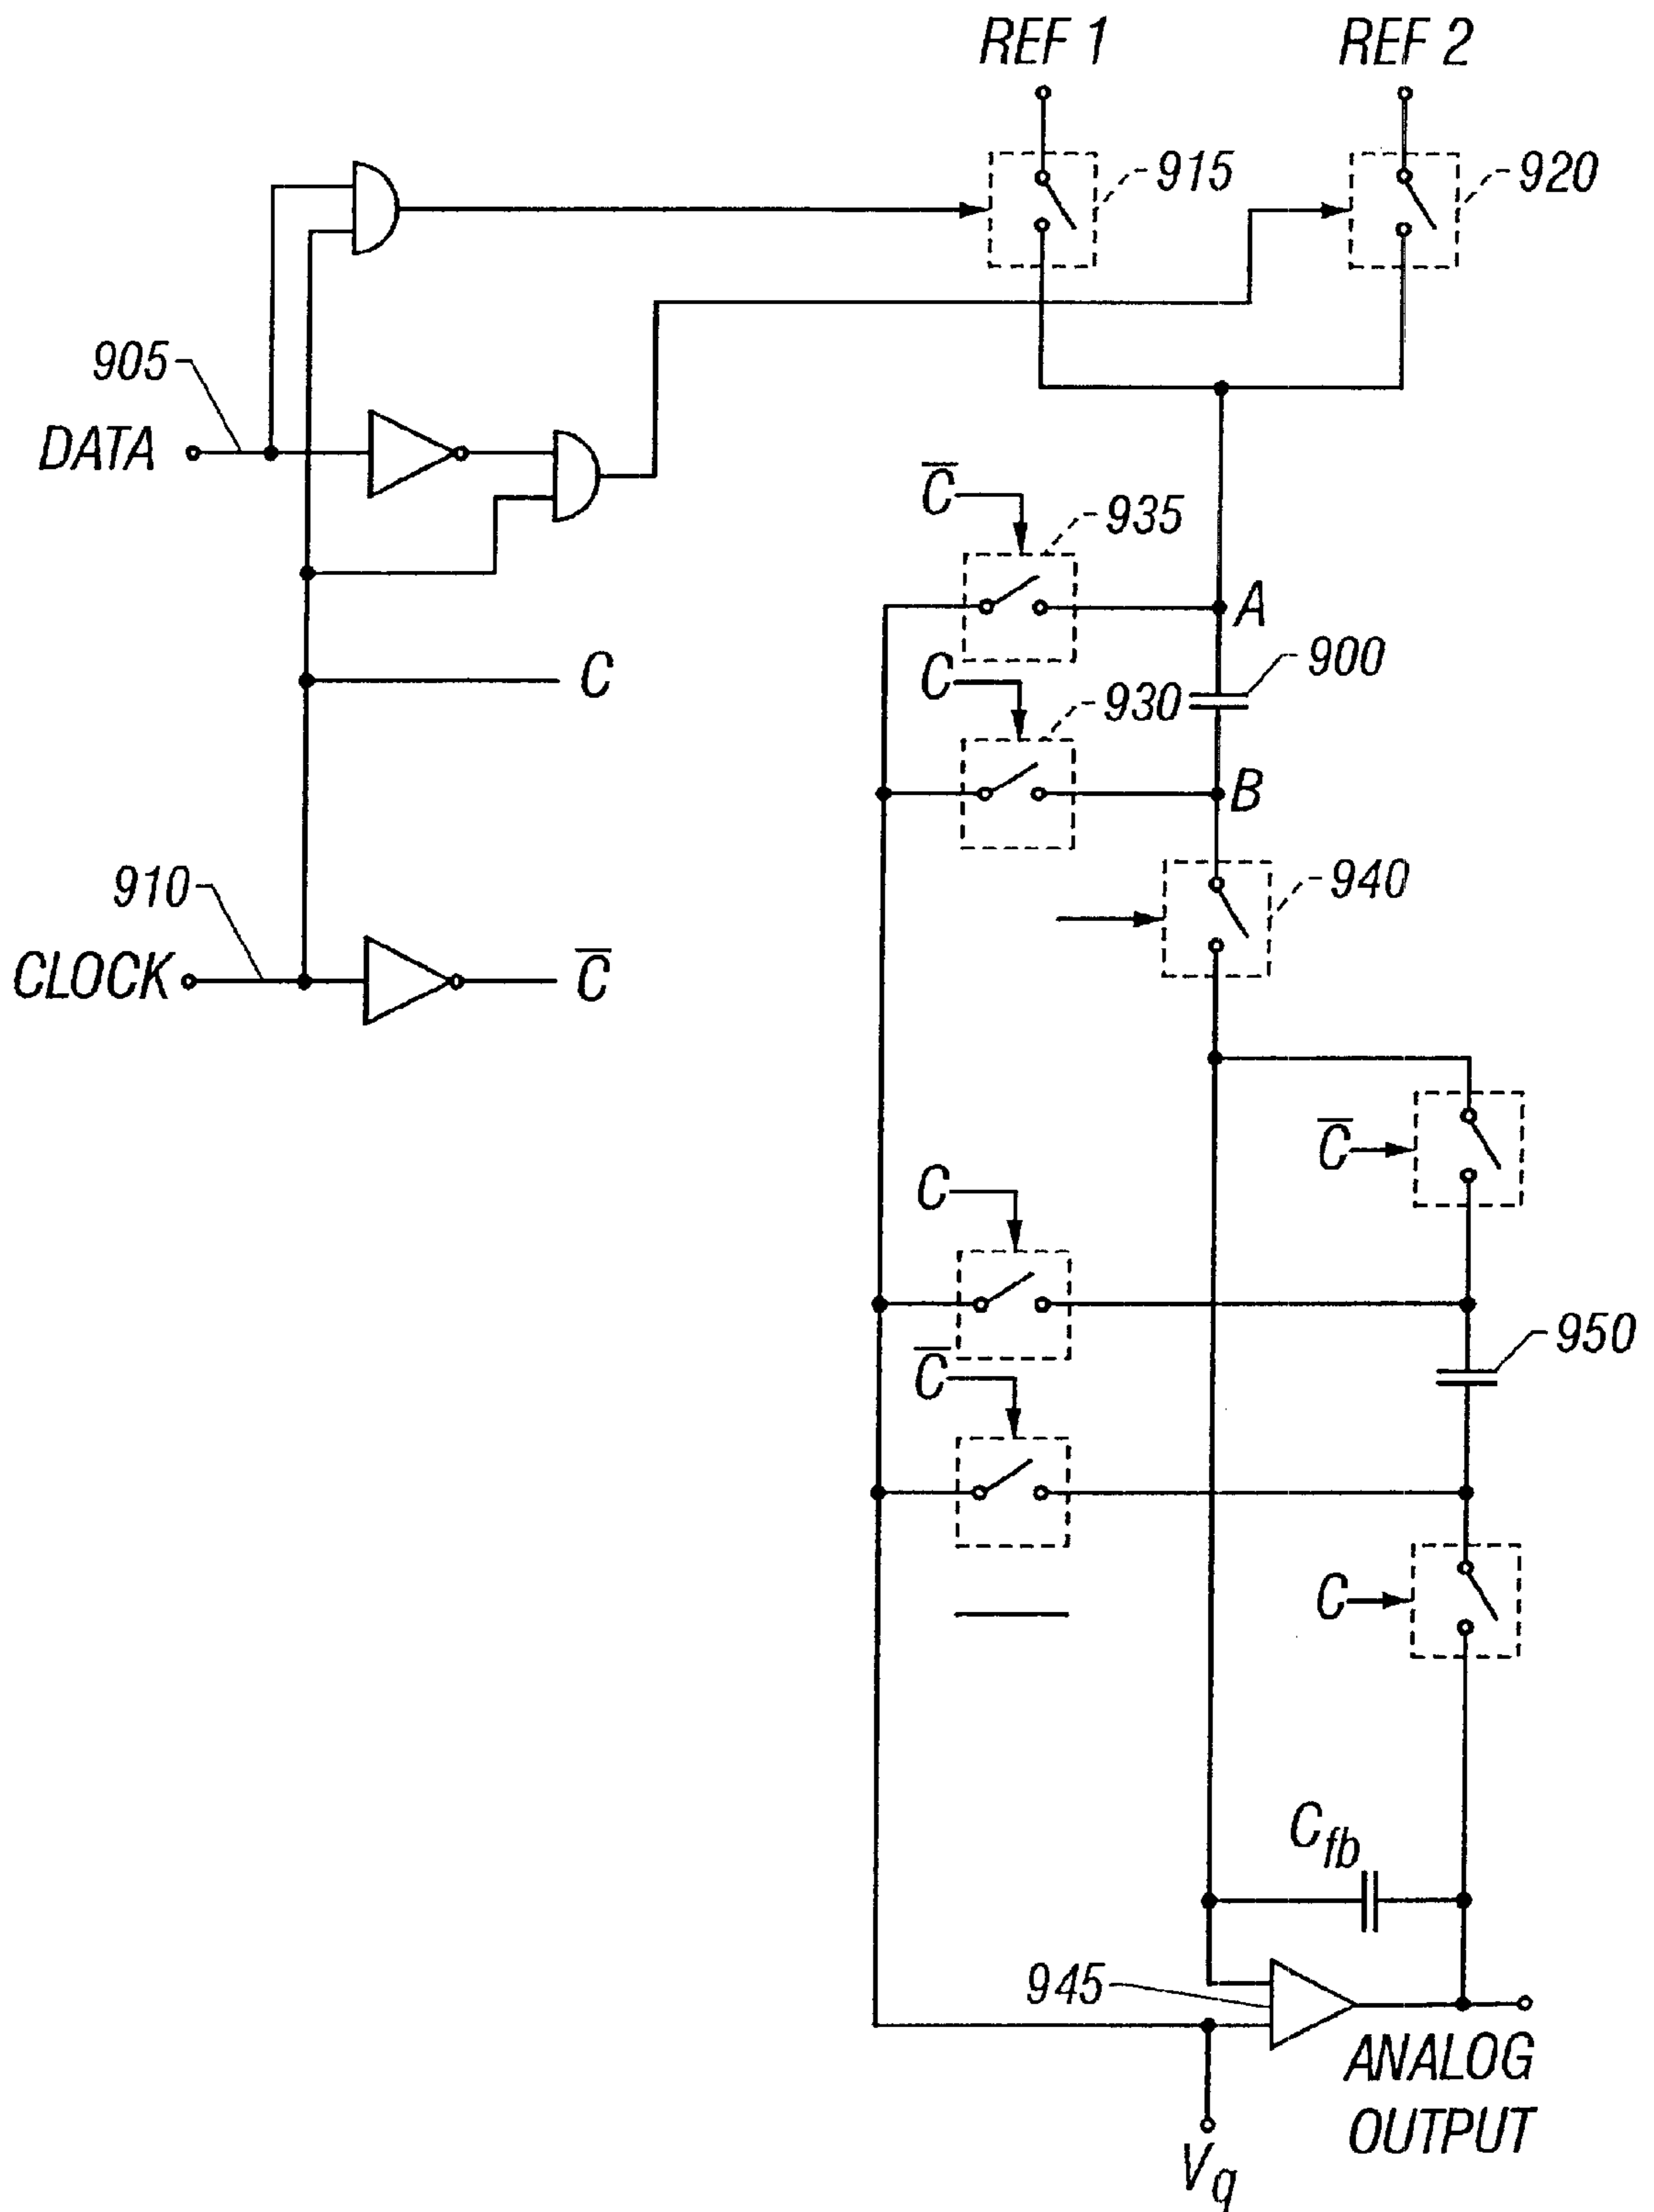 REF 1
REF 2
915
920
905
DATA
C̅
935
A
C
900
C
930
B
910
940
CLOCK
C̅
C̅
C
950
C̅
C
C_fb
945
ANALOG
OUTPUT
V_q